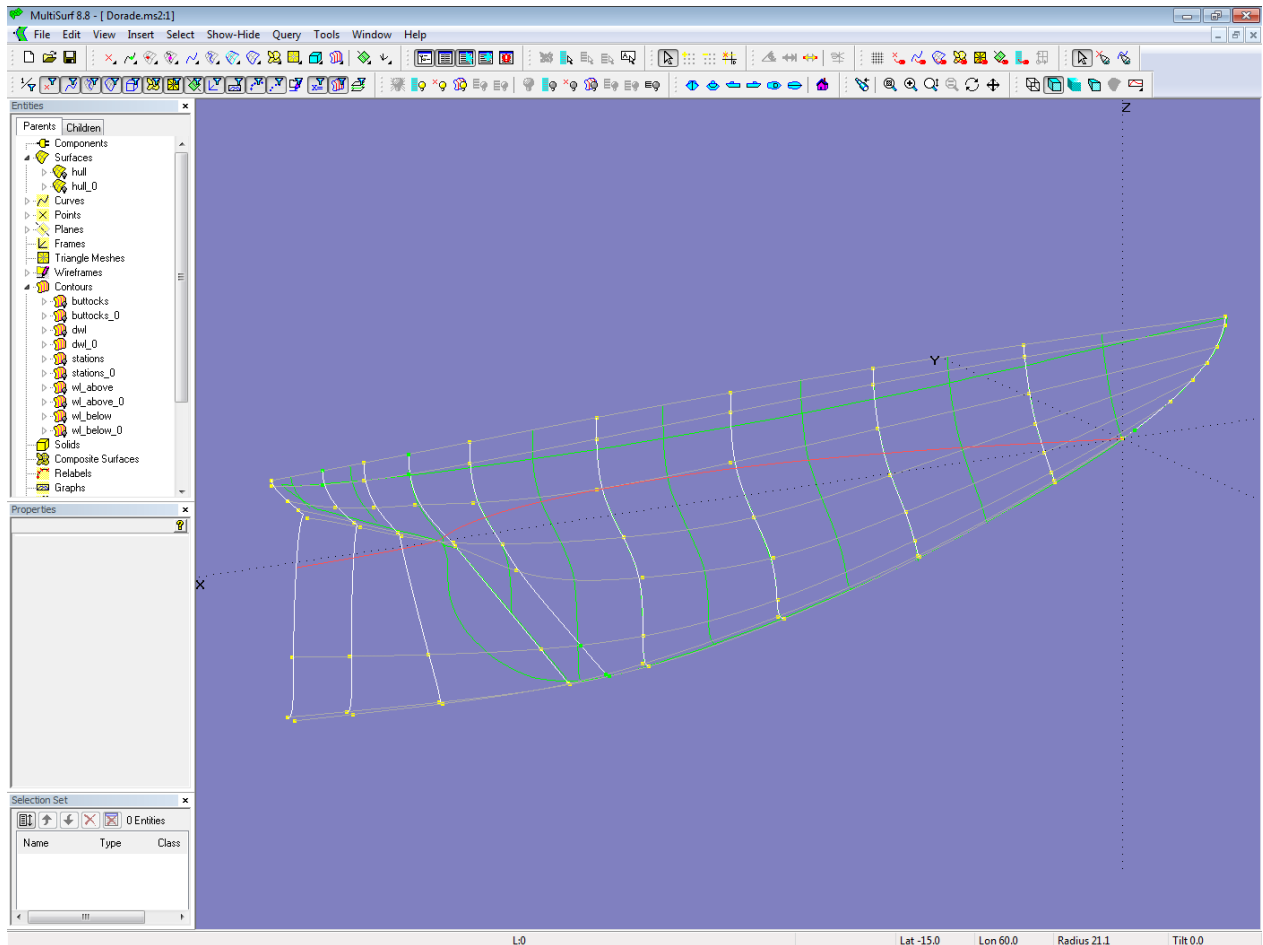 MultiSurf 8.8 - [ Dorade.ms2:1]
File Edit View Insert Select Show-Hide Query Tools Window Help
Entities
Parents Children
Components
Surfaces
hull
hull_0
Curves
Points
Planes
Frames
Triangle Meshes
Wireframes
Contours
buttocks
buttocks_0
dwl
dwl_0
stations
stations_0
wl_above
wl_above_0
wl_below
wl_below_0
Solids
Composite Surfaces
Relabels
Graphs
Properties
Selection Set
0 Entities
Name Type Class
Z
Y
X
L:0 Lat -15.0 Lon 60.0 Radius 21.1 Tilt 0.0